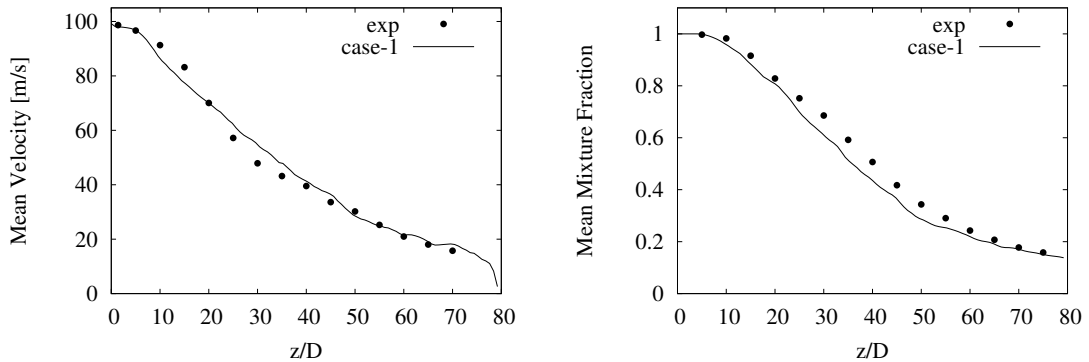 100
80
60
40
20
0
Mean Velocity [m/s]
exp
case-1
0 10 20 30 40 50 60 70 80
z/D
1
0.8
0.6
0.4
0.2
0
Mean Mixture Fraction
exp
case-1
0 10 20 30 40 50 60 70 80
z/D